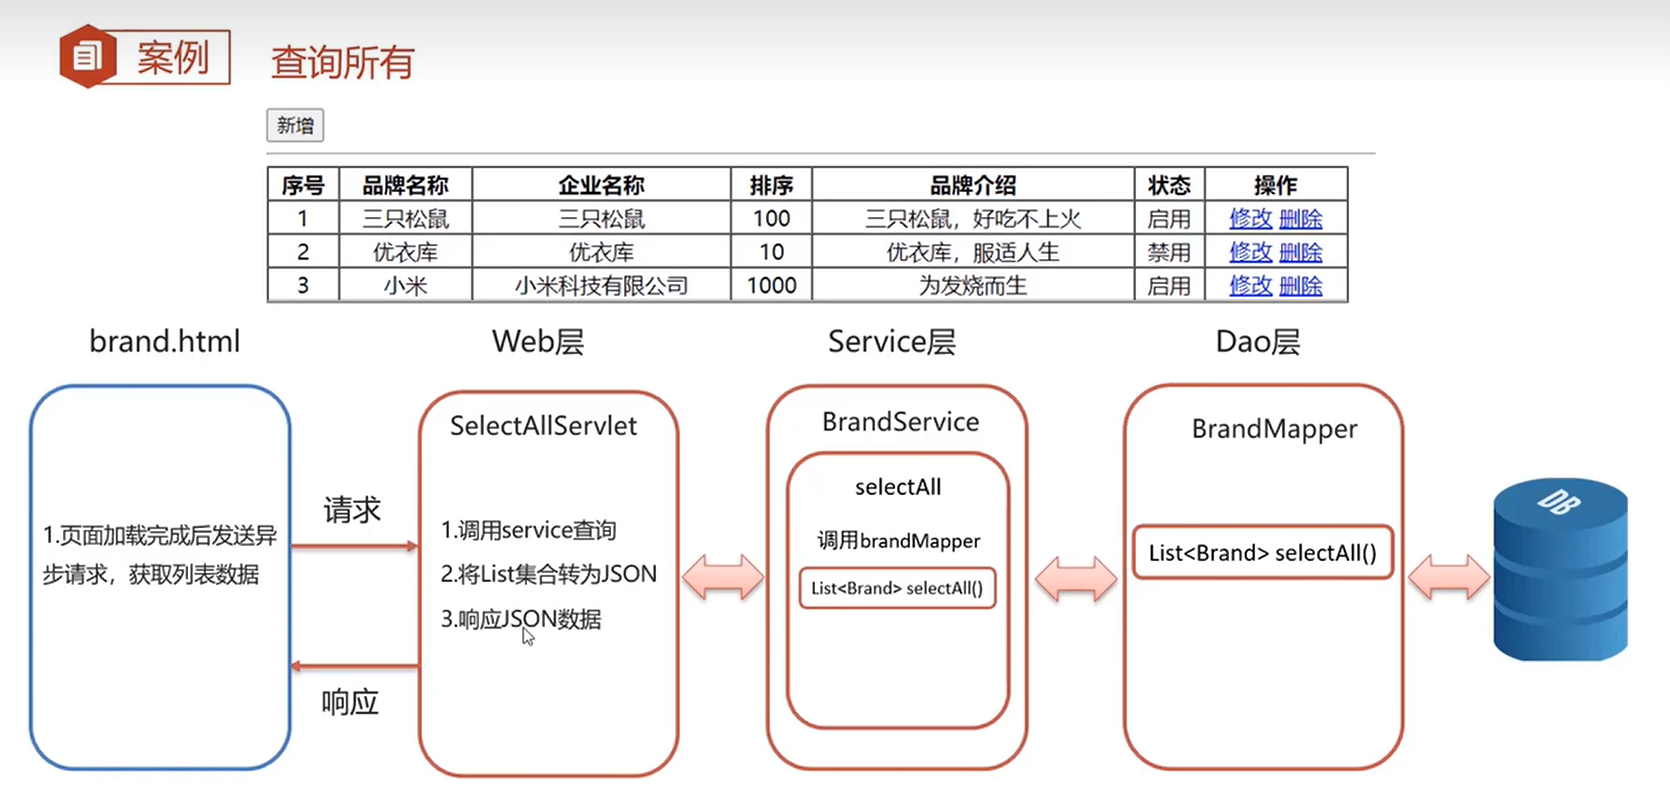 案例
查询所有
新增
序号 品牌名称 企业名称 排序 品牌介绍 状态 操作
1 三只松鼠 三只松鼠 100 三只松鼠，好吃不上火 启用 修改 删除
2 优衣库 优衣库 10 优衣库，服适人生 禁用 修改 删除
3 小米 小米科技有限公司 1000 为发烧而生 启用 修改 删除
brand.html
1.页面加载完成后发送异
步请求，获取列表数据
请求
响应
Web层
SelectAllServlet
1.调用service查询
2.将List集合转为JSON
3.响应JSON数据
Service层
BrandService
selectAll
调用brandMapper
List<Brand> selectAll()
Dao层
BrandMapper
List<Brand> selectAll()
DB